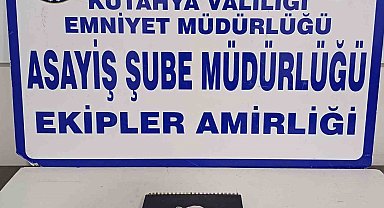 KÜTAHYA VALİLİĞİ
EMNİYET MÜDÜRLÜĞÜ
ASAYİŞ ŞUBE MÜDÜRLÜĞÜ
EKİPLER AMİRLİĞİ